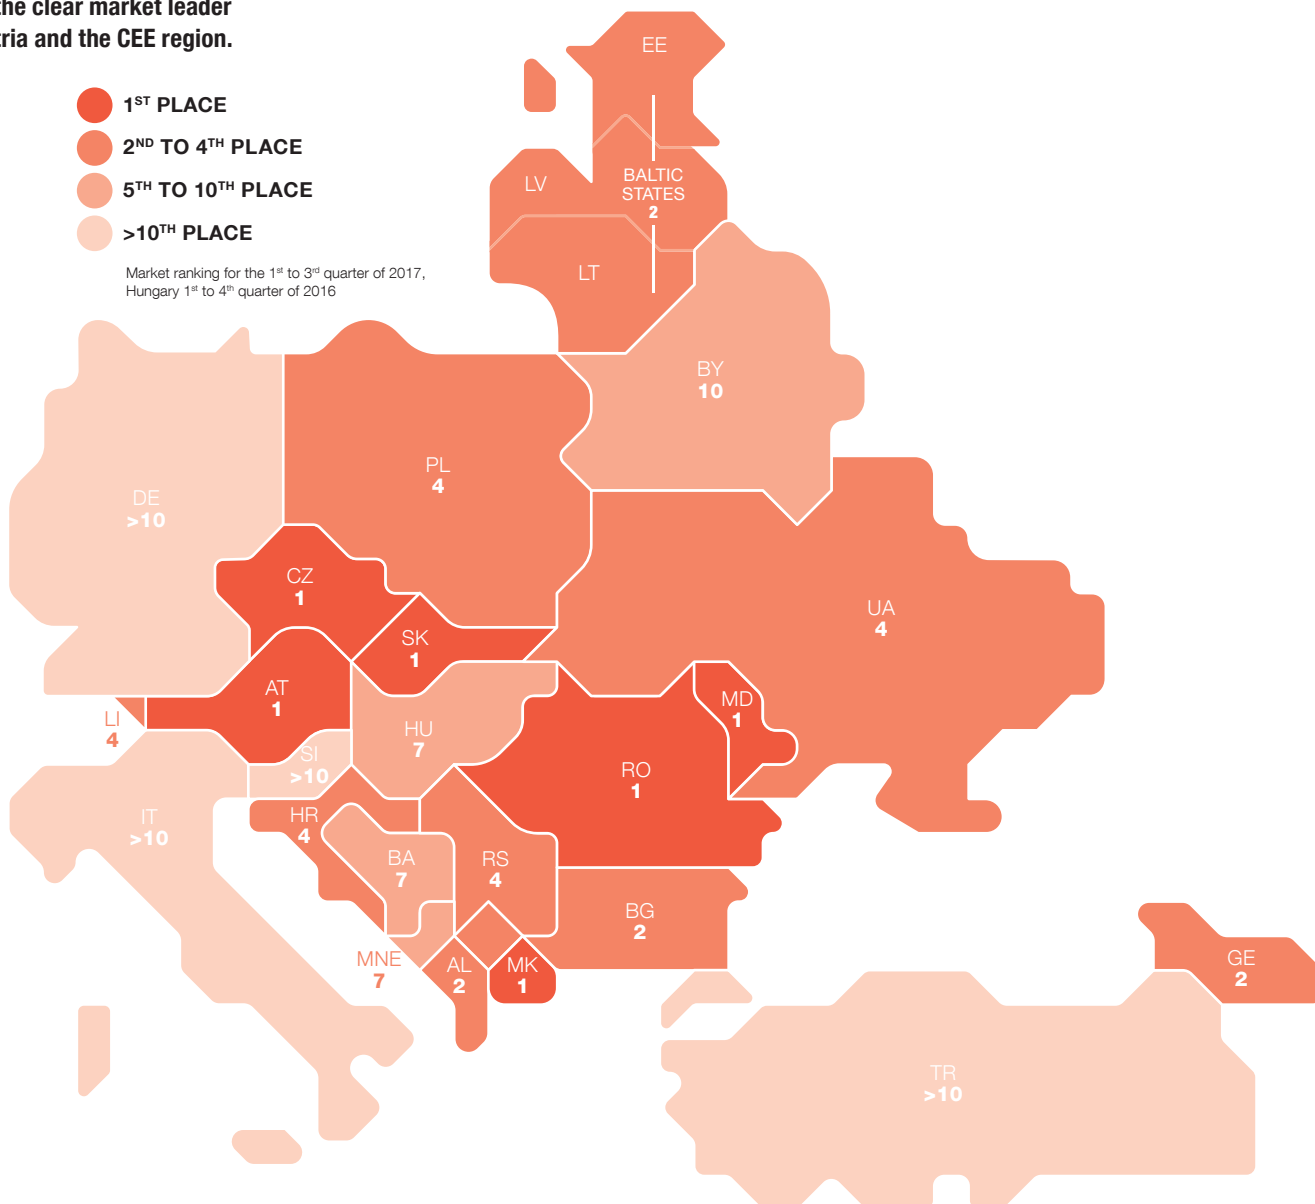 the clear market leader
tria and the CEE region.
1ST PLACE
2ND TO 4TH PLACE
5TH TO 10TH PLACE
>10TH PLACE
Market ranking for the 1st to 3rd quarter of 2017,
Hungary 1st to 4th quarter of 2016
EE
LV
BALTIC
STATES
2
LT
BY
10
PL
4
DE
>10
CZ
1
UA
4
SK
1
AT
1
MD
1
LI
4
HU
7
SI
>10
RO
1
IT
>10
HR
4
BA
7
RS
4
BG
2
MNE
7
AL
2
MK
1
GE
2
TR
>10